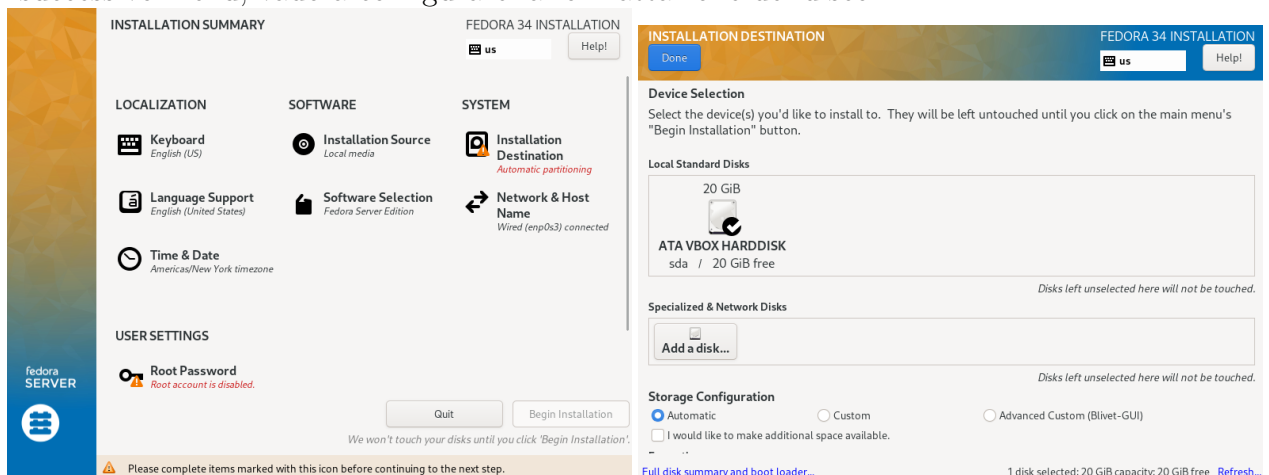 INSTALLATION SUMMARY
FEDORA 34 INSTALLATION
us
Help!
LOCALIZATION
SOFTWARE
SYSTEM
Keyboard
English (US)
Installation Source
Local media
Installation
Destination
Automatic partitioning
Language Support
English (United States)
Software Selection
Fedora Server Edition
Network & Host
Name
Wired (enp0s3) connected
Time & Date
Americas/New York timezone
USER SETTINGS
Root Password
Root account is disabled.
fedora
SERVER
Quit
Begin Installation
We won't touch your disks until you click 'Begin Installation'.
Please complete items marked with this icon before continuing to the next step.
INSTALLATION DESTINATION
FEDORA 34 INSTALLATION
Done
us
Help!
Device Selection
Select the device(s) you'd like to install to. They will be left untouched until you click on the main menu's
"Begin Installation" button.
Local Standard Disks
20 GiB
ATA VBOX HARDDISK
sda / 20 GiB free
Disks left unselected here will not be touched.
Specialized & Network Disks
Add a disk...
Disks left unselected here will not be touched.
Storage Configuration
Automatic
Custom
Advanced Custom (Blivet-GUI)
I would like to make additional space available.
Full disk summary and boot loader...
1 disk selected; 20 GiB capacity; 20 GiB free
Refresh...